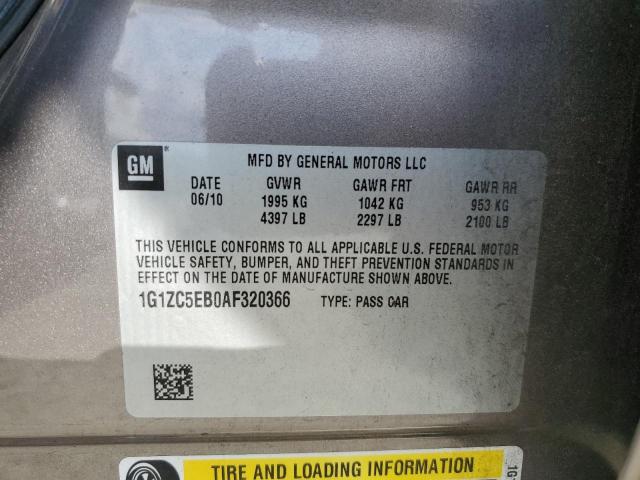 GM ® MFD BY GENERAL MOTORS LLC
DATE GVWR GAWR FRT GAWR RR
06/10 1995 KG 1042 KG 953 KG
4397 LB 2297 LB 2100 LB
THIS VEHICLE CONFORMS TO ALL APPLICABLE U.S. FEDERAL MOTOR
VEHICLE SAFETY, BUMPER, AND THEFT PREVENTION STANDARDS IN
EFFECT ON THE DATE OF MANUFACTURE SHOWN ABOVE.
1G1ZC5EB0AF320366 TYPE: PASS CAR
TIRE AND LOADING INFORMATION
1G